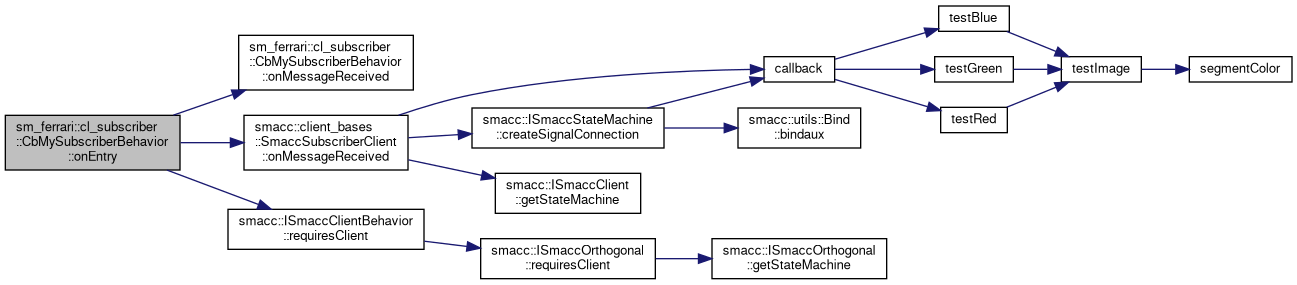 sm_ferrari::cl_subscriber
::CbMySubscriberBehavior
::onEntry
sm_ferrari::cl_subscriber
::CbMySubscriberBehavior
::onMessageReceived
smacc::client_bases
::SmaccSubscriberClient
::onMessageReceived
smacc::ISmaccClientBehavior
::requiresClient
callback
smacc::ISmaccStateMachine
::createSignalConnection
smacc::ISmaccClient
::getStateMachine
smacc::ISmaccOrthogonal
::requiresClient
smacc::utils::Bind
::bindaux
smacc::ISmaccOrthogonal
::getStateMachine
testBlue
testGreen
testRed
testImage
segmentColor